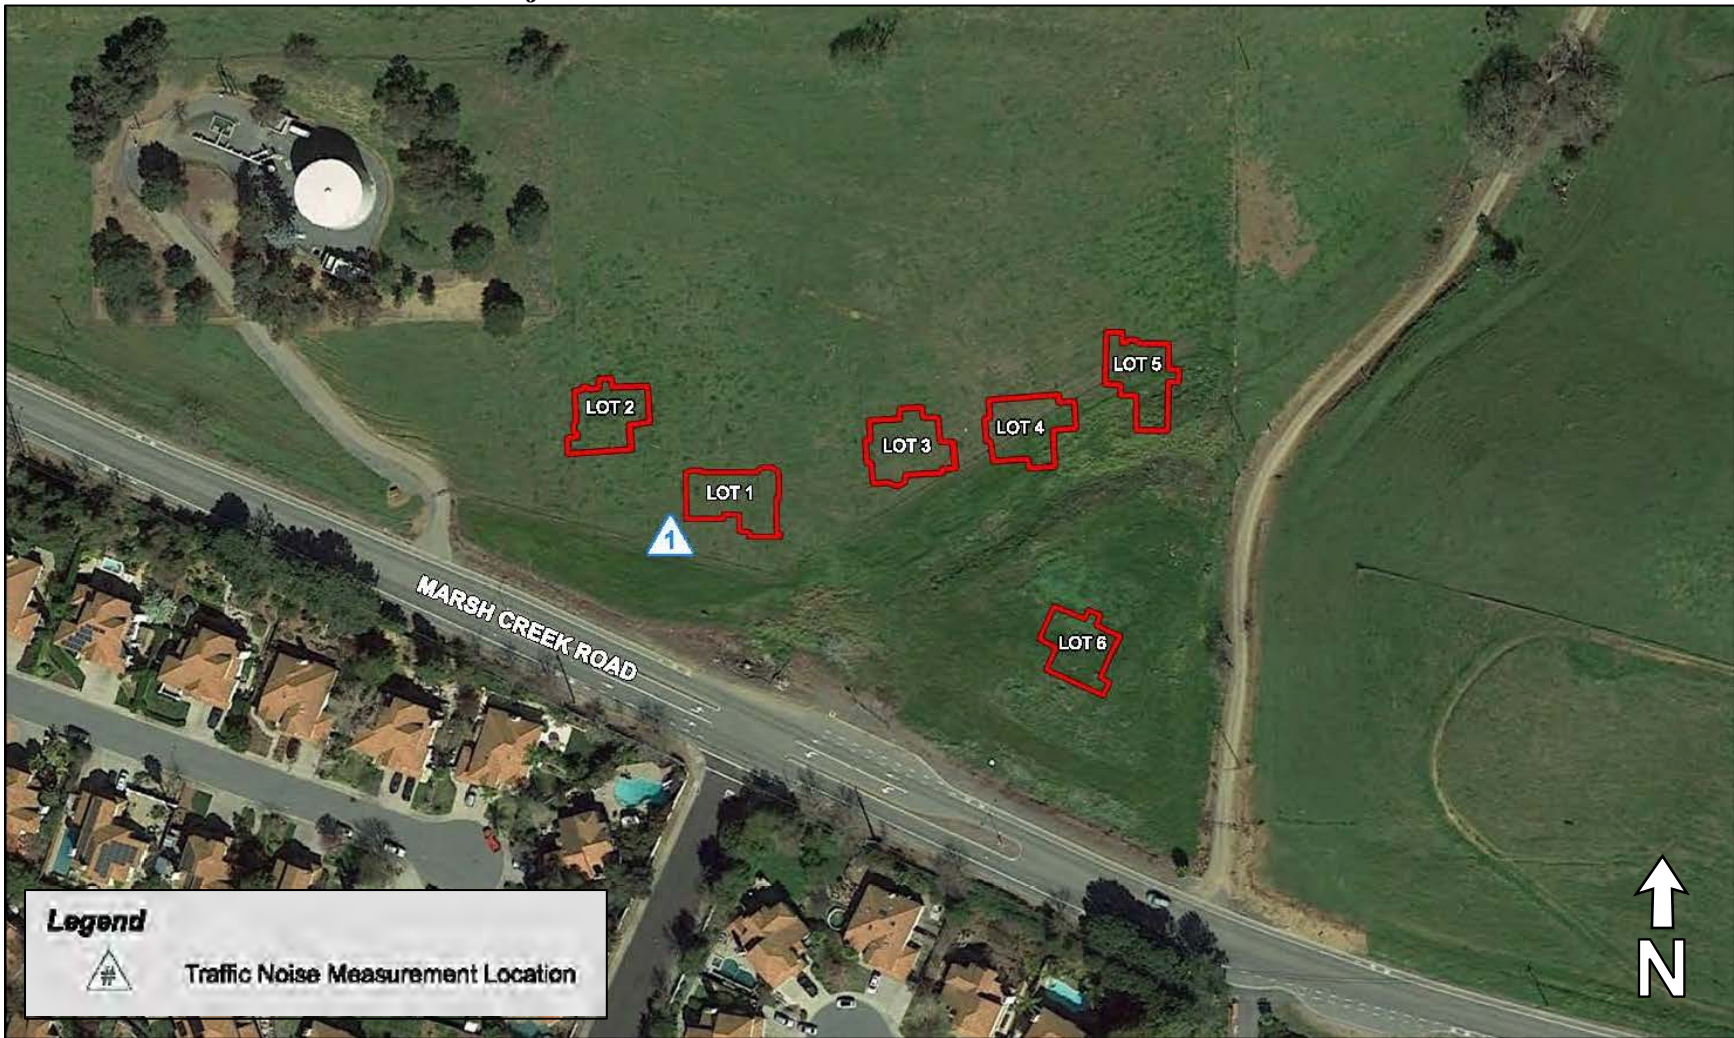 LOT 5
LOT 2
LOT 4
LOT 3
LOT 1
1
MARSH CREEK ROAD
LOT 6
Legend
# Traffic Noise Measurement Location
N